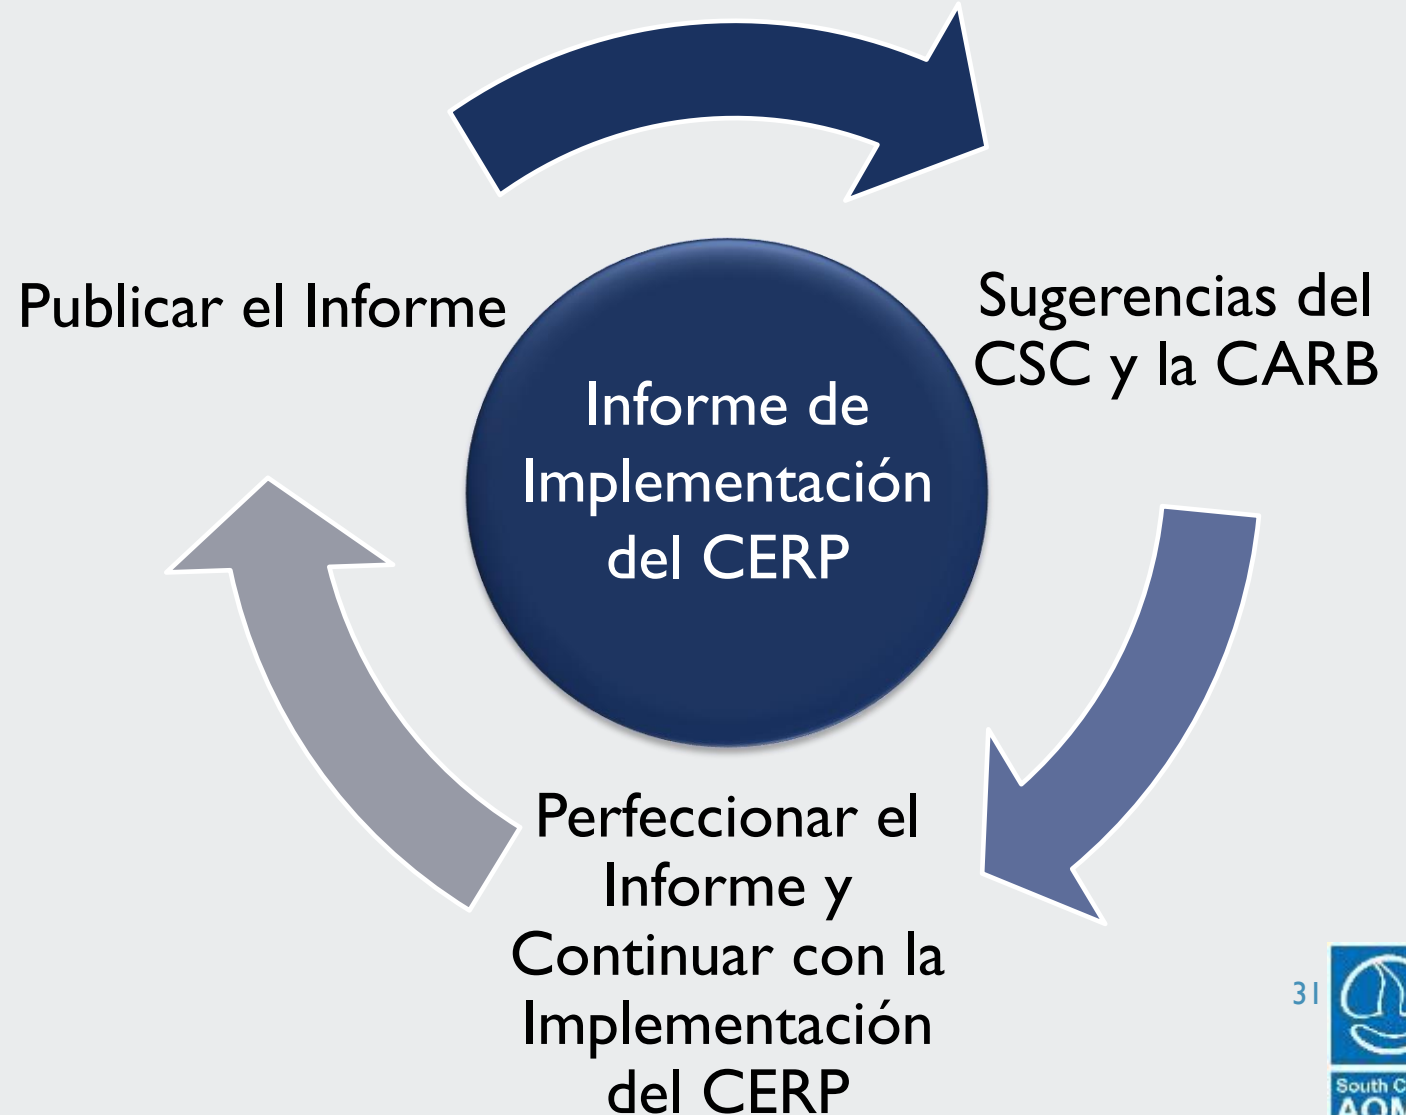 Publicar el Informe
Sugerencias del
CSC y la CARB
Informe de
Implementación
del CERP
Perfeccionar el
Informe y
Continuar con la
Implementación
del CERP
31
South